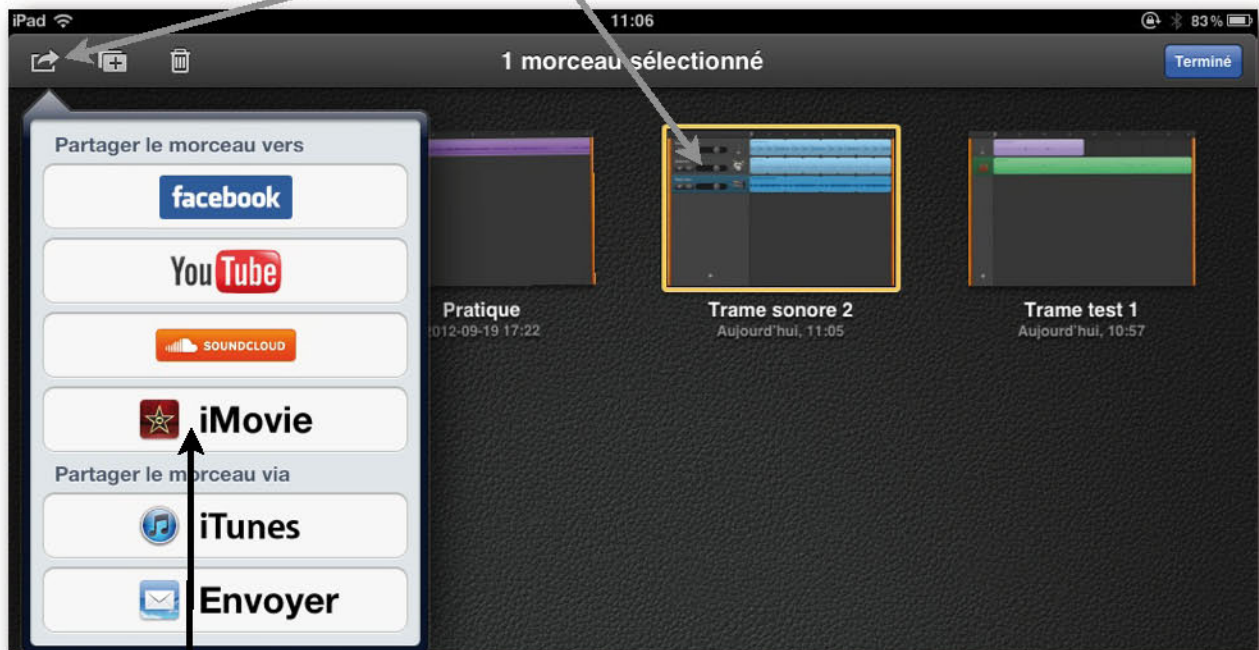 iPad 11:06 83 %
1 morceau sélectionné Terminé
Partager le morceau vers
facebook
YouTube
SOUNDCLOUD
iMovie
Partager le morceau via
iTunes
Envoyer
Pratique
2012-09-19 17:22
Trame sonore 2
Aujourd'hui, 11:05
Trame test 1
Aujourd'hui, 10:57